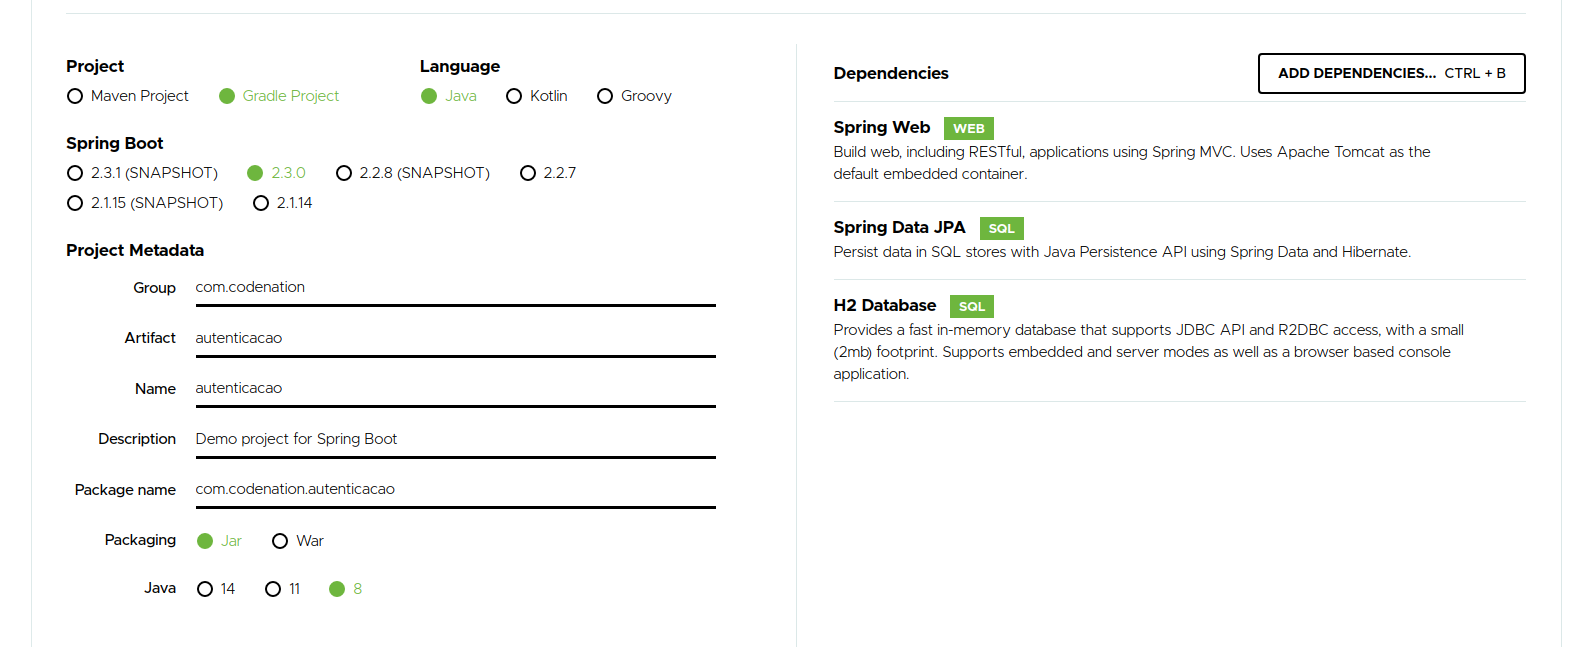 Project
Maven Project Gradle Project
Language
Java Kotlin Groovy
Spring Boot
2.3.1 (SNAPSHOT) 2.3.0 2.2.8 (SNAPSHOT) 2.2.7
2.1.15 (SNAPSHOT) 2.1.14
Project Metadata
Group com.codenation
Artifact autenticacao
Name autenticacao
Description Demo project for Spring Boot
Package name com.codenation.autenticacao
Packaging Jar War
Java 14 11 8
Dependencies
ADD DEPENDENCIES... CTRL + B
Spring Web WEB
Build web, including RESTful, applications using Spring MVC. Uses Apache Tomcat as the
default embedded container.
Spring Data JPA SQL
Persist data in SQL stores with Java Persistence API using Spring Data and Hibernate.
H2 Database SQL
Provides a fast in-memory database that supports JDBC API and R2DBC access, with a small
(2mb) footprint. Supports embedded and server modes as well as a browser based console
application.